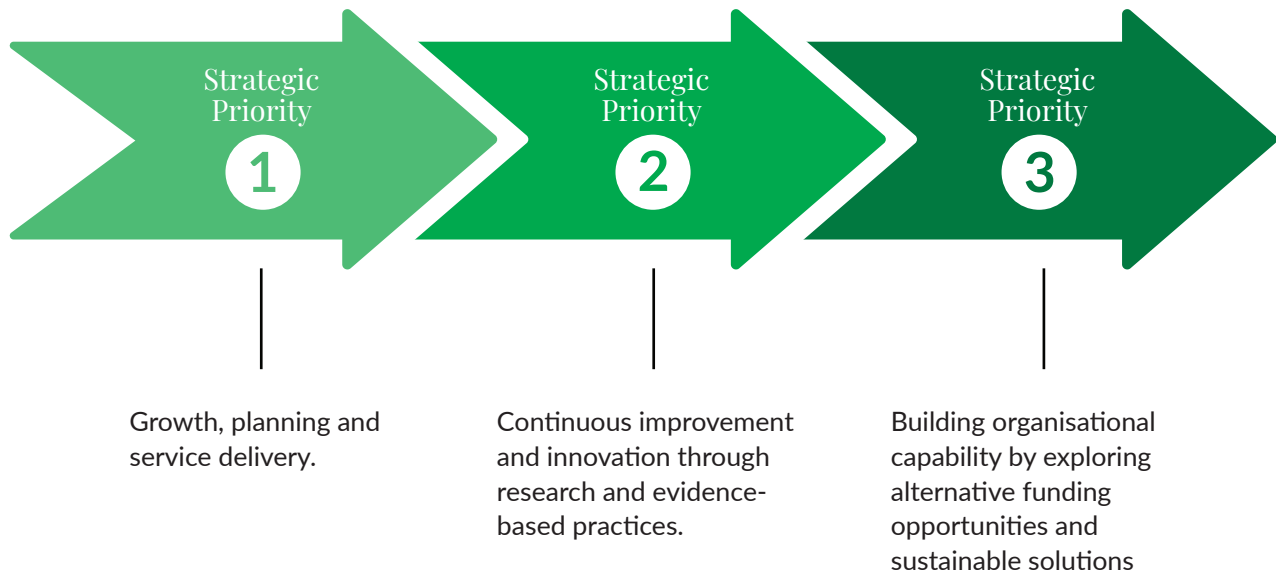 Strategic
Priority
1
Growth, planning and
service delivery.
Strategic
Priority
2
Continuous improvement
and innovation through
research and evidence-
based practices.
Strategic
Priority
3
Building organisational
capability by exploring
alternative funding
opportunities and
sustainable solutions